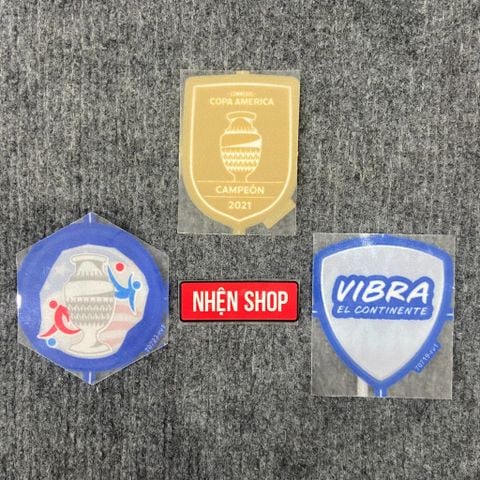 CONMEBOL
COPA AMERICA
CAMPEÓN
2021
NHỆN SHOP
VIBRA
EL CONTINENTE